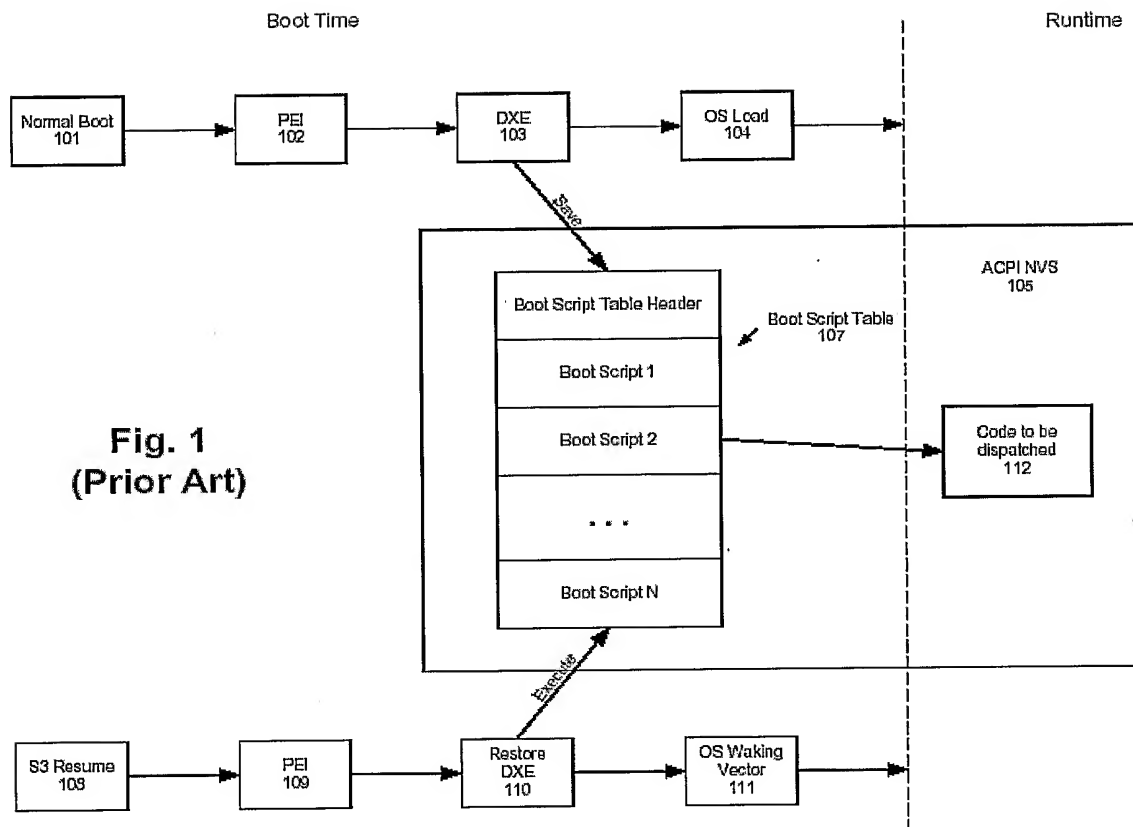 Boot Time
Runtime
Normal Boot
101
PEI
102
DXE
103
OS Load
104
Save
ACPI NVS
105
Boot Script Table Header
Boot Script Table
107
Boot Script 1
Boot Script 2
Code to be
dispatched
112
Fig. 1
(Prior Art)
. . .
Boot Script N
Execute
S3 Resume
108
PEI
109
Restore
DXE
110
OS Waking
Vector
111